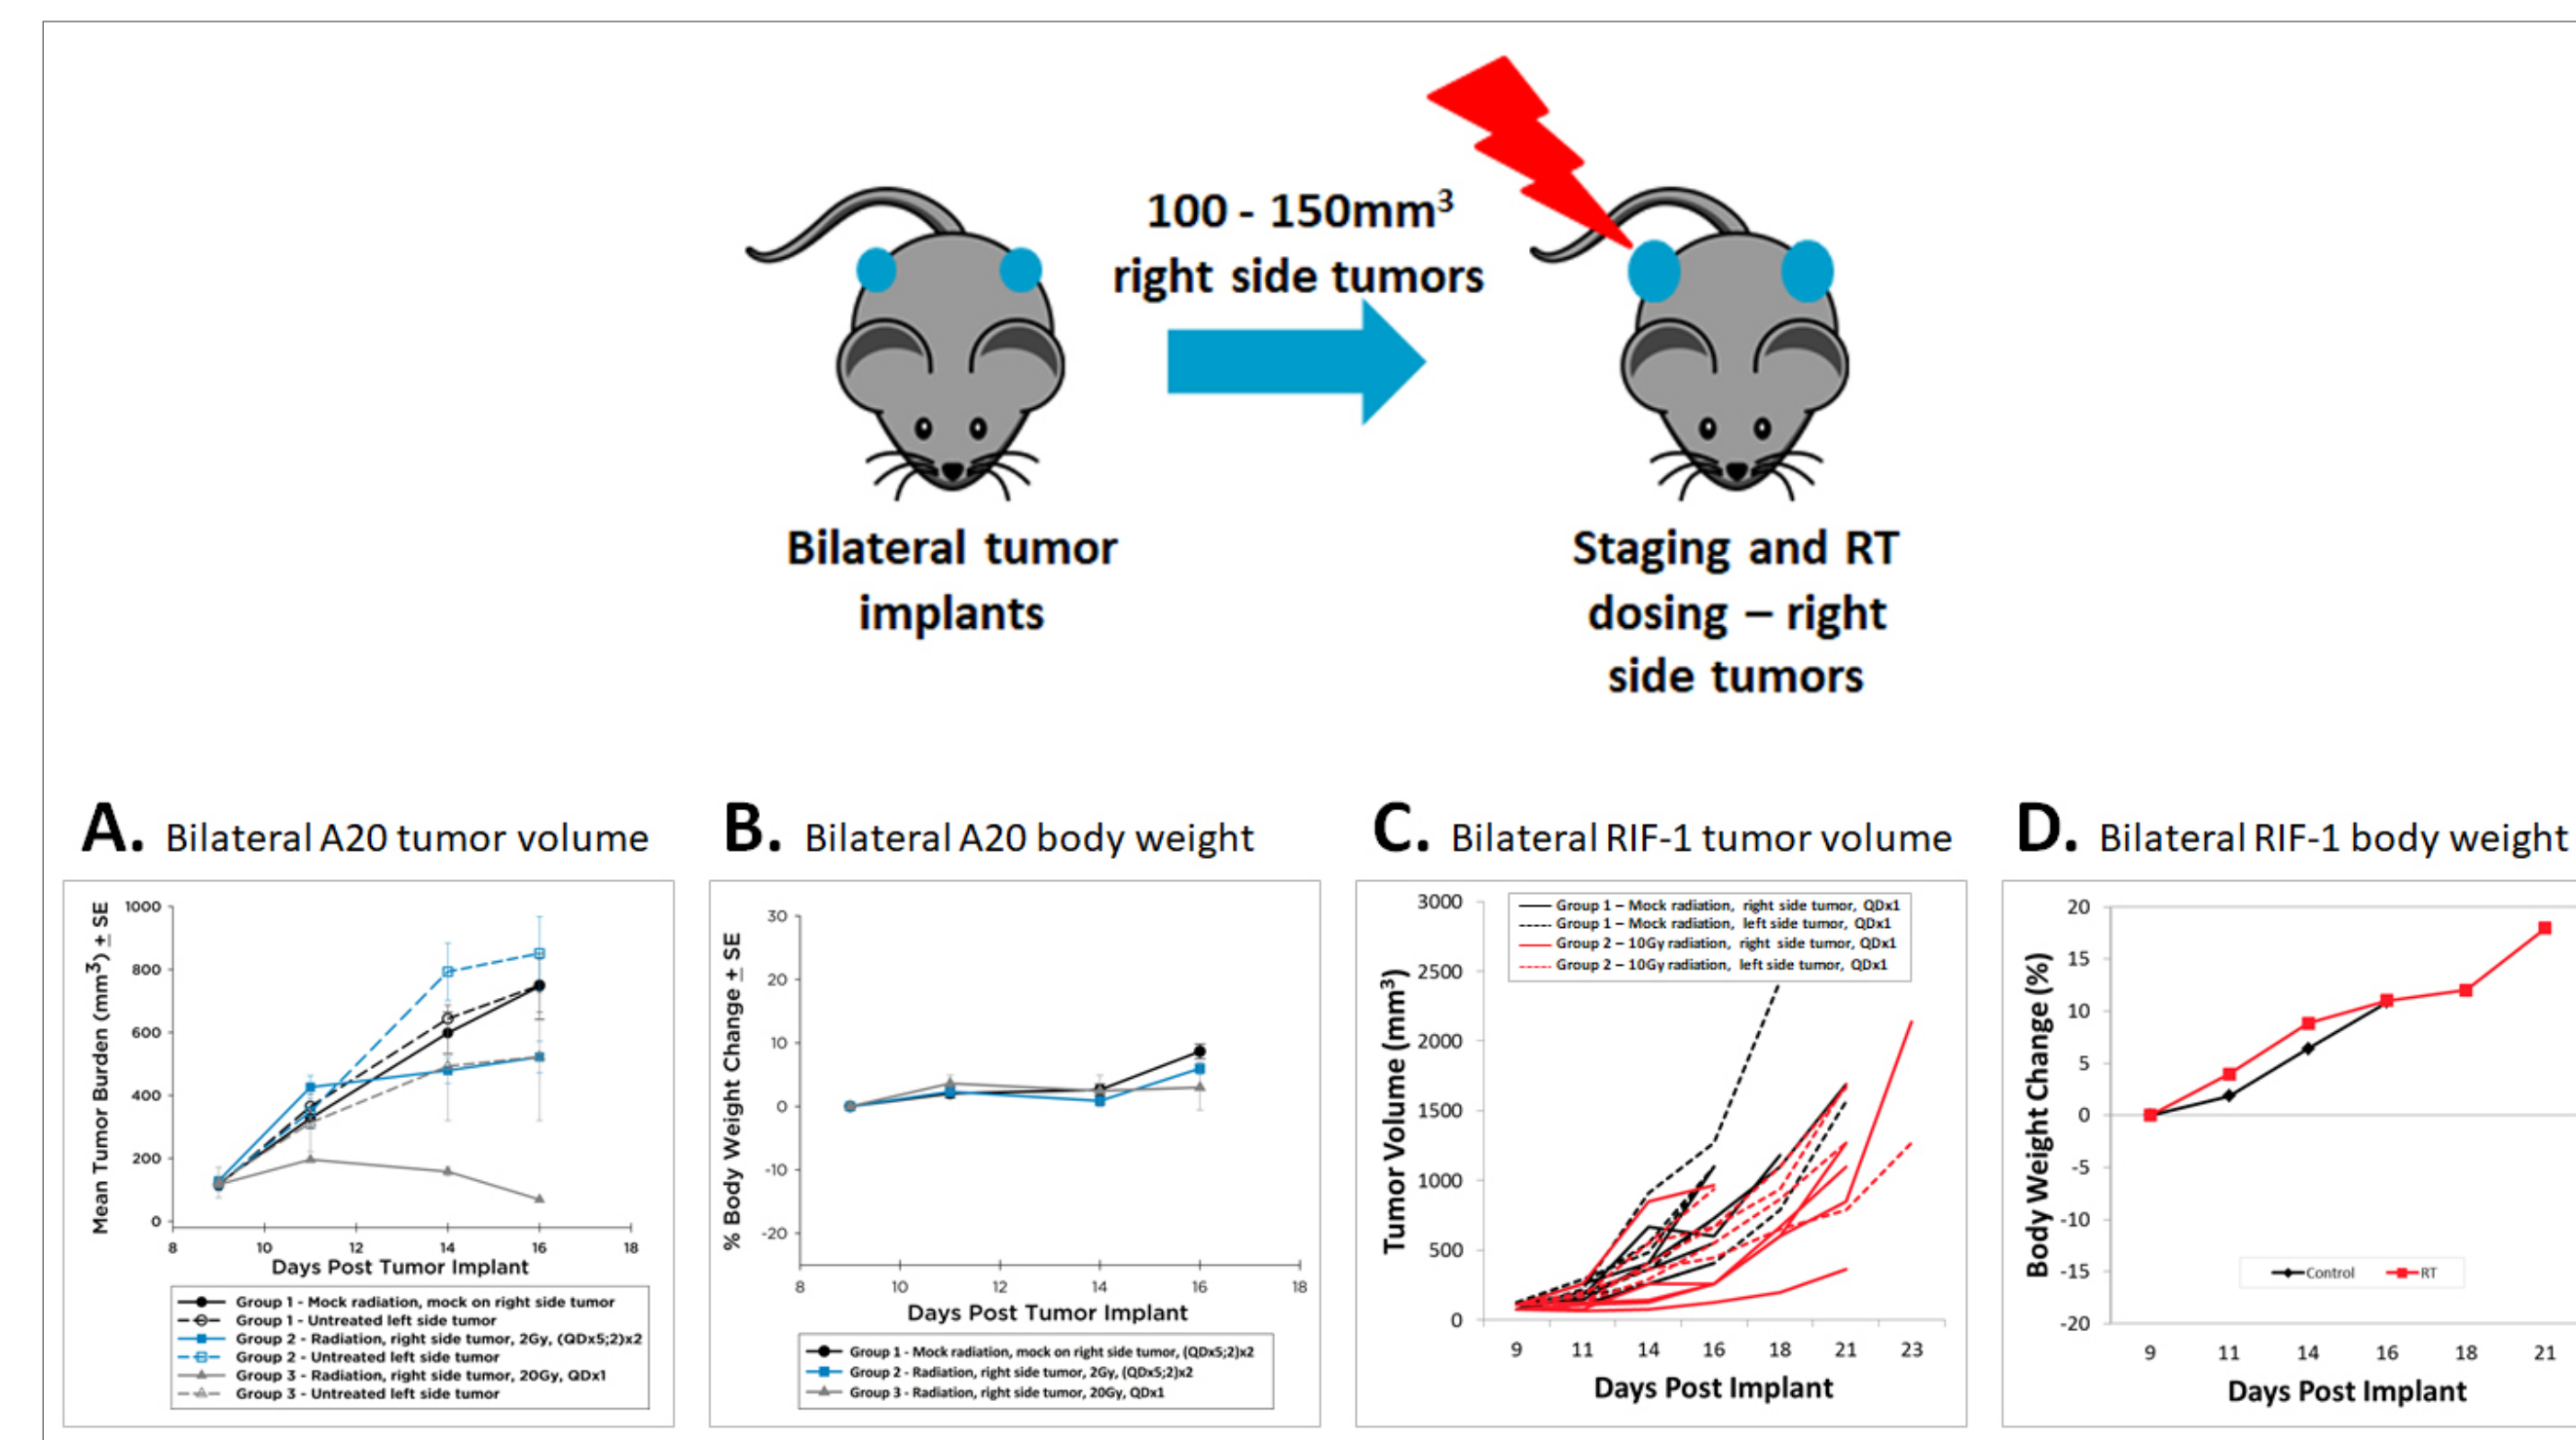 100 - 150mm³
right side tumors
Bilateral tumor
implants
Staging and RT
dosing – right
side tumors
A. Bilateral A20 tumor volume
Mean Tumor Burden (mm³) ± SE
1000
800
600
400
200
0
8 10 12 14 16 18
Days Post Tumor Implant
Group 1 - Mock radiation, mock on right side tumor
Group 1 - Untreated left side tumor
Group 2 - Radiation, right side tumor, 2Gy, (QDx5;2)x2
Group 2 - Untreated left side tumor
Group 3 - Radiation, right side tumor, 20Gy, QDx1
Group 3 - Untreated left side tumor
B. Bilateral A20 body weight
% Body Weight Change ± SE
30
20
10
0
-10
-20
8 10 12 14 16 18
Days Post Tumor Implant
Group 1 - Mock radiation, mock on right side tumor, (QDx5;2)x2
Group 2 - Radiation, right side tumor, 2Gy, (QDx5;2)x2
Group 3 - Radiation, right side tumor, 20Gy, QDx1
C. Bilateral RIF-1 tumor volume
Tumor Volume (mm³)
3000
2500
2000
1500
1000
500
0
Group 1 – Mock radiation, right side tumor, QDx1
Group 1 – Mock radiation, left side tumor, QDx1
Group 2 – 10Gy radiation, right side tumor, QDx1
Group 2 – 10Gy radiation, left side tumor, QDx1
9 11 14 16 18 21 23
Days Post Implant
D. Bilateral RIF-1 body weight
Body Weight Change (%)
20
15
10
5
0
-5
-10
-15
-20
Control RT
9 11 14 16 18 21
Days Post Implant